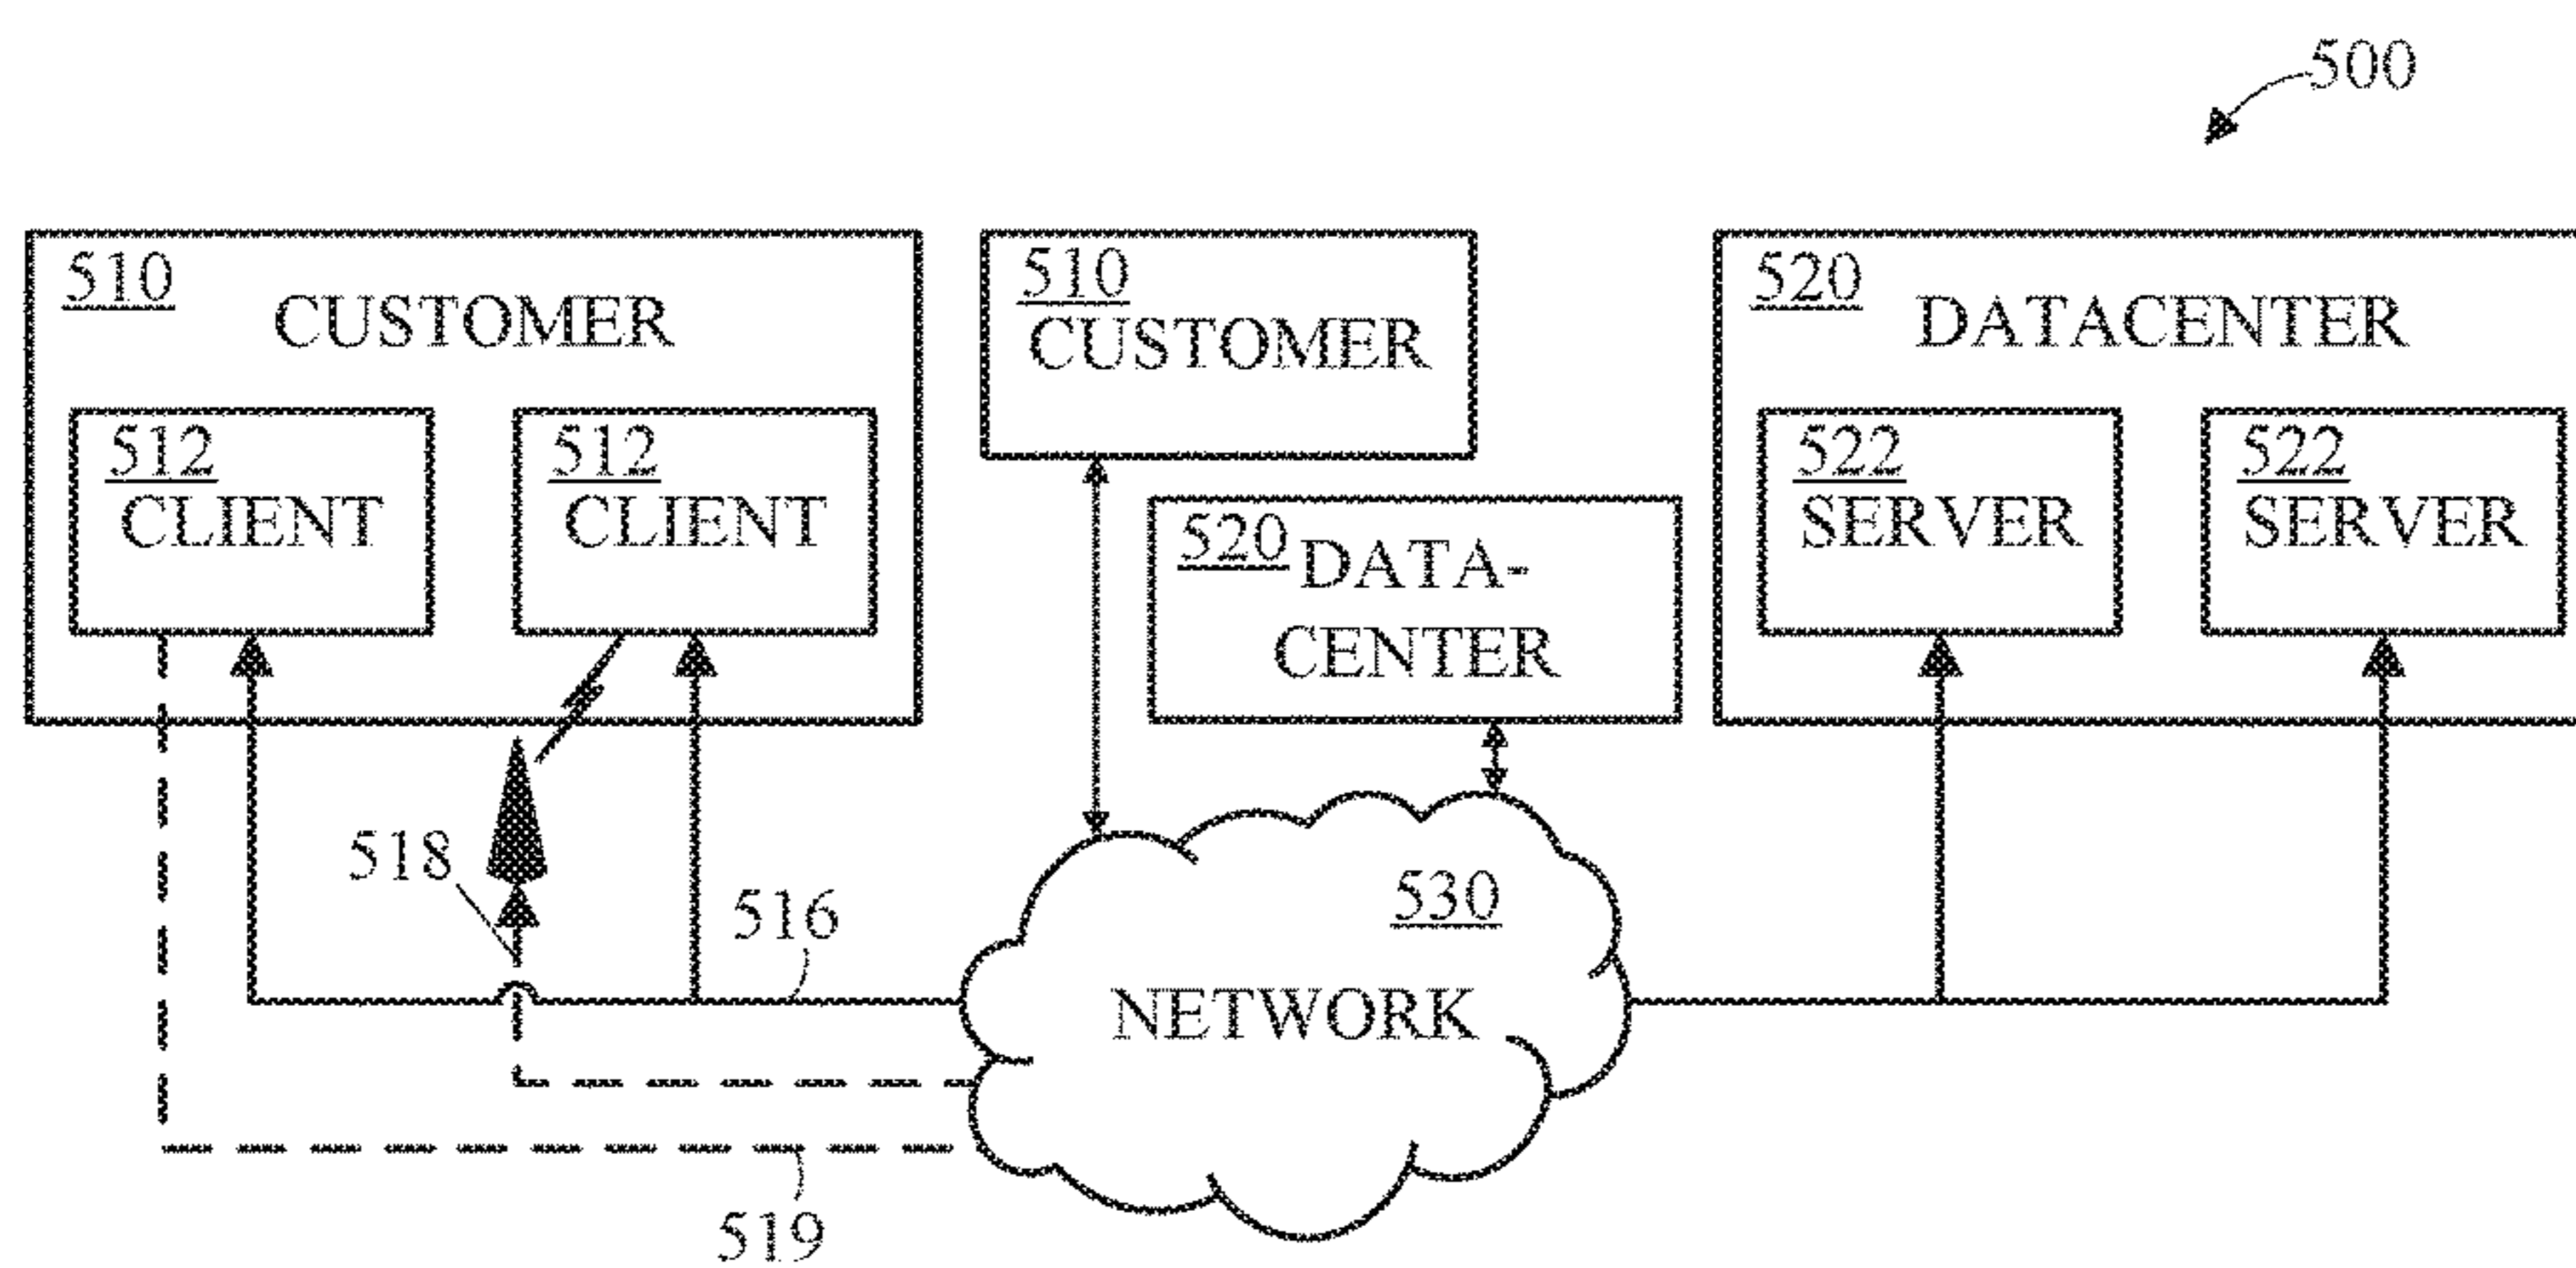 500
510
CUSTOMER
512
CLIENT
512
CLIENT
510
CUSTOMER
520 DATA-
CENTER
520
DATACENTER
522
SERVER
522
SERVER
518
516
530
NETWORK
519